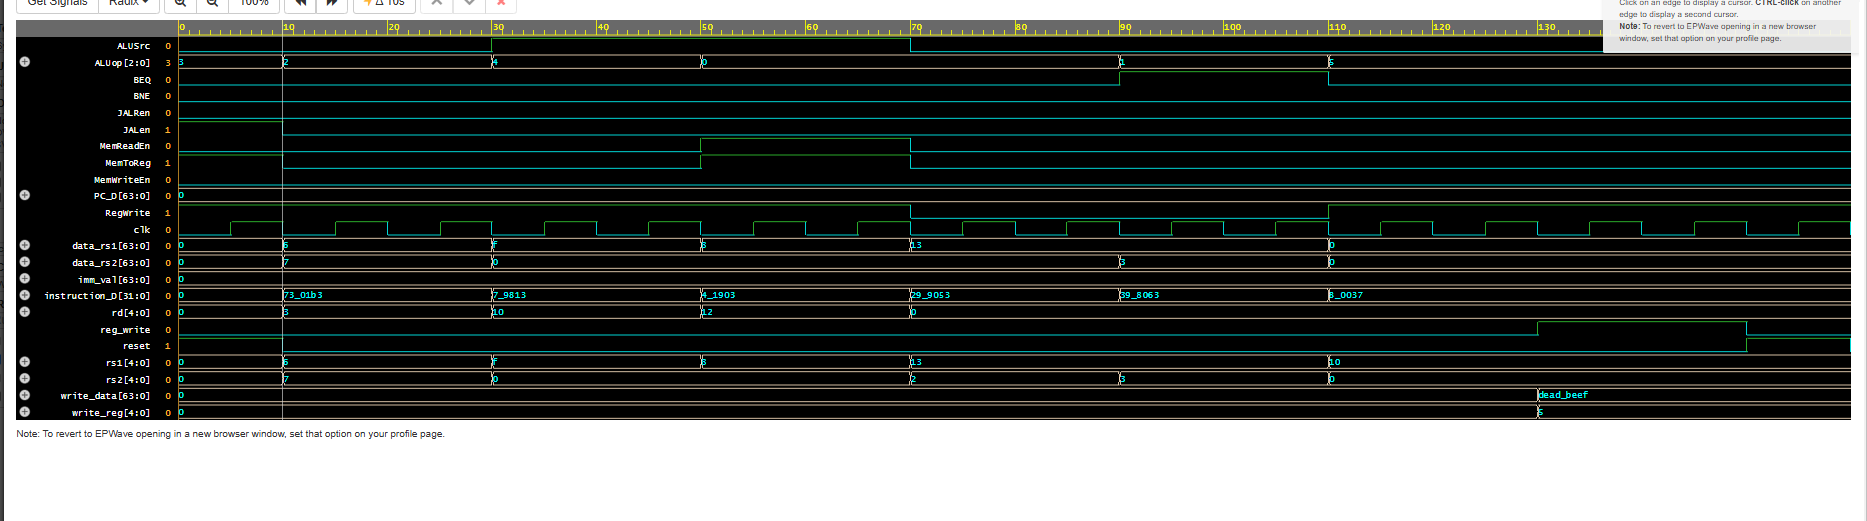 Get Signals Radix 100% Δ 10s
Click on an edge to display a cursor. CTRL-click on another
edge to display a second cursor.
Note: To revert to EPWave opening in a new browser
window, set that option on your profile page.
0 10 20 30 40 50 60 70 80 90 100 110 120 130
ALUSrc 0
ALUop[2:0] 3 3 2 4 0 1 6
BEQ 0
BNE 0
JALRen 0
JALen 1
MemReadEn 0
MemToReg 1
MemWriteEn 0
PC_D[63:0] 0 0
RegWrite 1
clk 0
data_rs1[63:0] 0 0 6 f 8 13 0
data_rs2[63:0] 0 0 7 0 3 0
imm_val[63:0] 0 0
instruction_D[31:0] 0 0 73_01b3 7_9813 4_1903 29_9053 39_8063 8_0037
rd[4:0] 0 0 3 10 12 0
reg_write 0
reset 1
rs1[4:0] 0 0 6 f 8 13 10
rs2[4:0] 0 0 7 0 2 3 0
write_data[63:0] 0 0 dead_beef
write_reg[4:0] 0 0 5
Note: To revert to EPWave opening in a new browser window, set that option on your profile page.